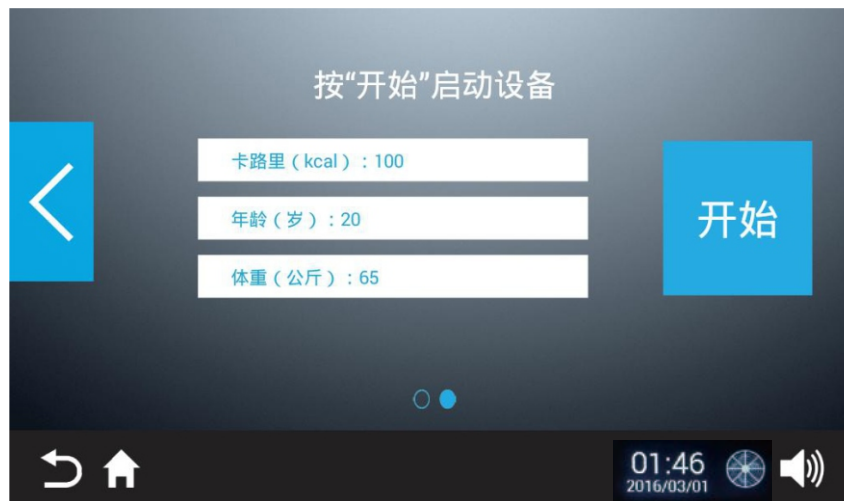 按“开始”启动设备
卡路里（kcal）：100
年龄（岁）：20
开始
体重（公斤）：65
01:46
2016/03/01